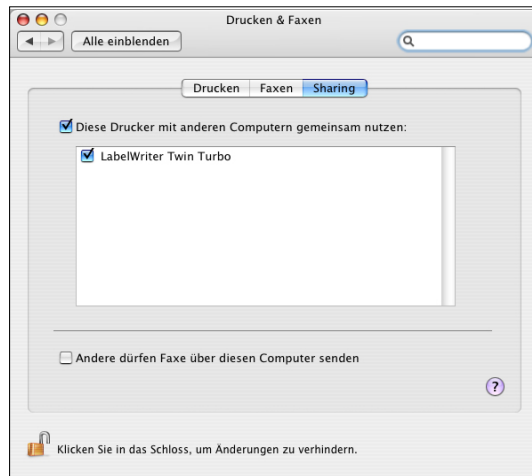 Drucken & Faxen
Alle einblenden
Drucken Faxen Sharing
Diese Drucker mit anderen Computern gemeinsam nutzen:
LabelWriter Twin Turbo
Andere dürfen Faxe über diesen Computer senden
?
Klicken Sie in das Schloss, um Änderungen zu verhindern.